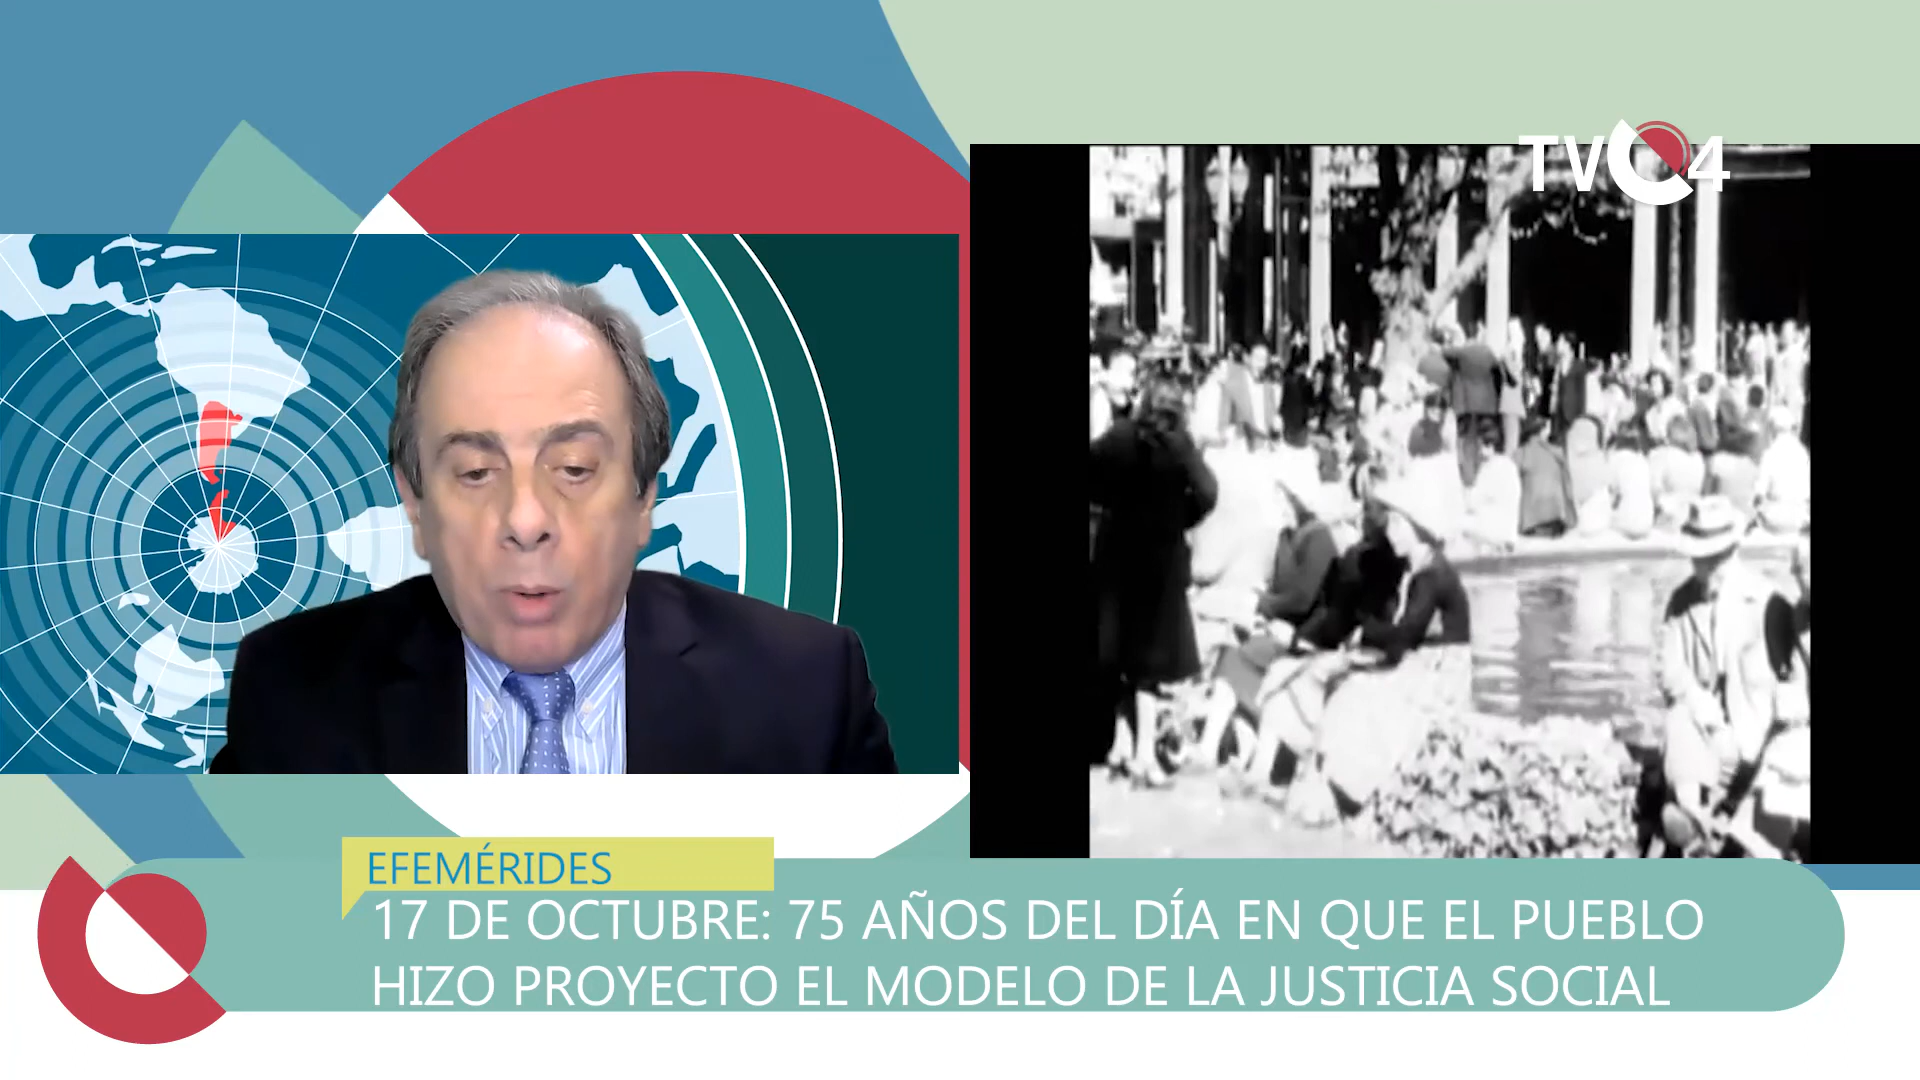 TVC4
EFEMÉRIDES
17 DE OCTUBRE: 75 AÑOS DEL DÍA EN QUE EL PUEBLO
HIZO PROYECTO EL MODELO DE LA JUSTICIA SOCIAL